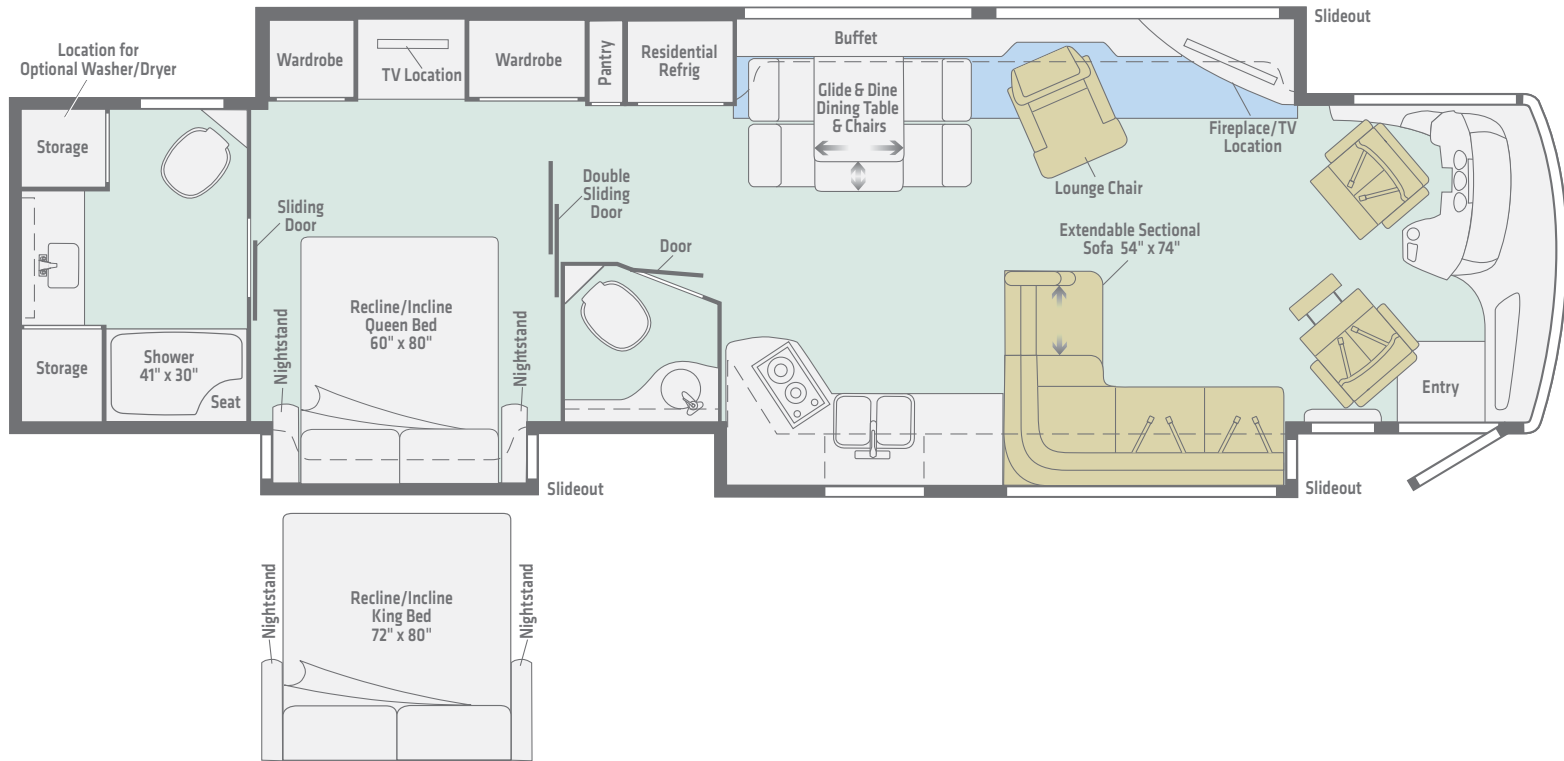 Slideout
Location for
Optional Washer/Dryer
Wardrobe
TV Location
Wardrobe
Pantry
Residential
Refrig
Buffet
Glide & Dine
Dining Table
& Chairs
Fireplace/TV
Location
Lounge Chair
Storage
Sliding
Door
Double
Sliding
Door
Door
Extendable Sectional
Sofa 54" x 74"
Recline/Incline
Queen Bed
60" x 80"
Nightstand
Nightstand
Storage
Shower
41" x 30"
Seat
Entry
Slideout
Slideout
Recline/Incline
King Bed
72" x 80"
Nightstand
Nightstand